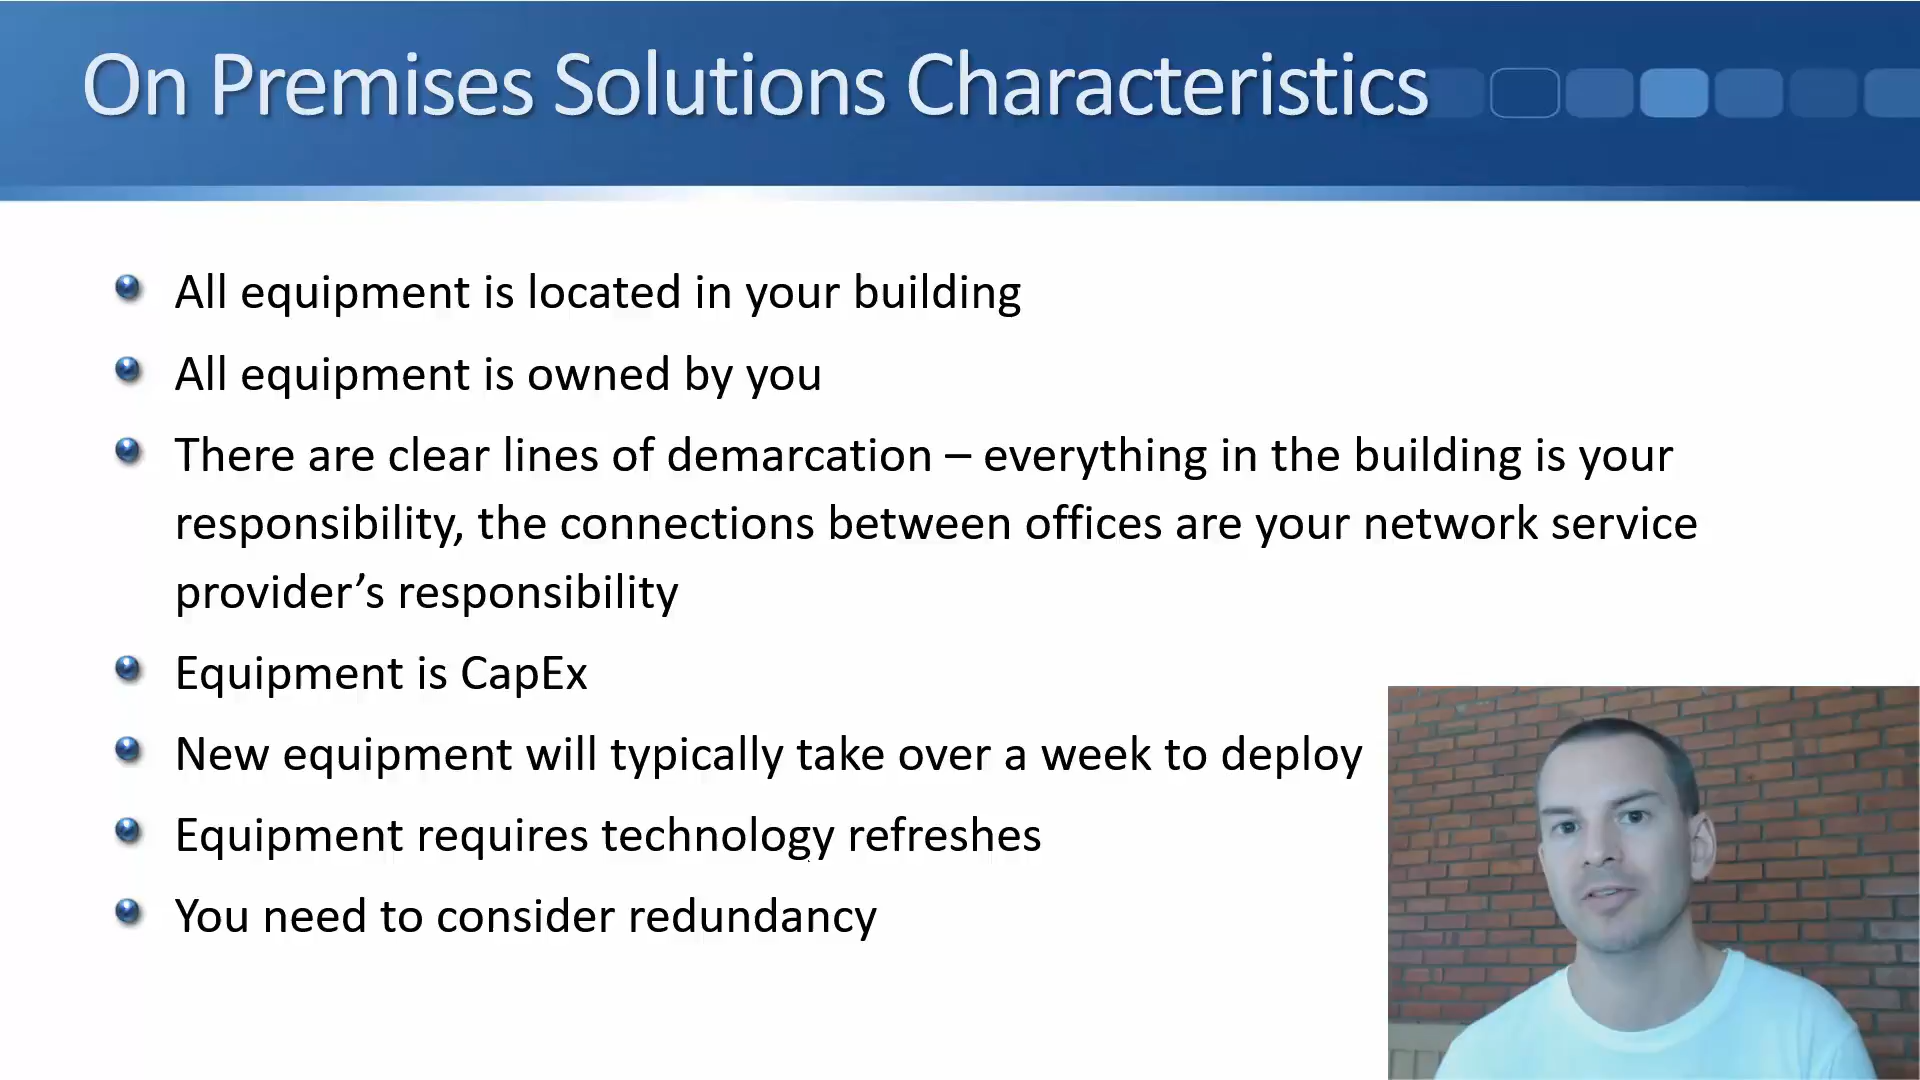 On Premises Solutions Characteristics
All equipment is located in your building
All equipment is owned by you
There are clear lines of demarcation – everything in the building is your
responsibility, the connections between offices are your network service
provider’s responsibility
Equipment is CapEx
New equipment will typically take over a week to deploy
Equipment requires technology refreshes
You need to consider redundancy